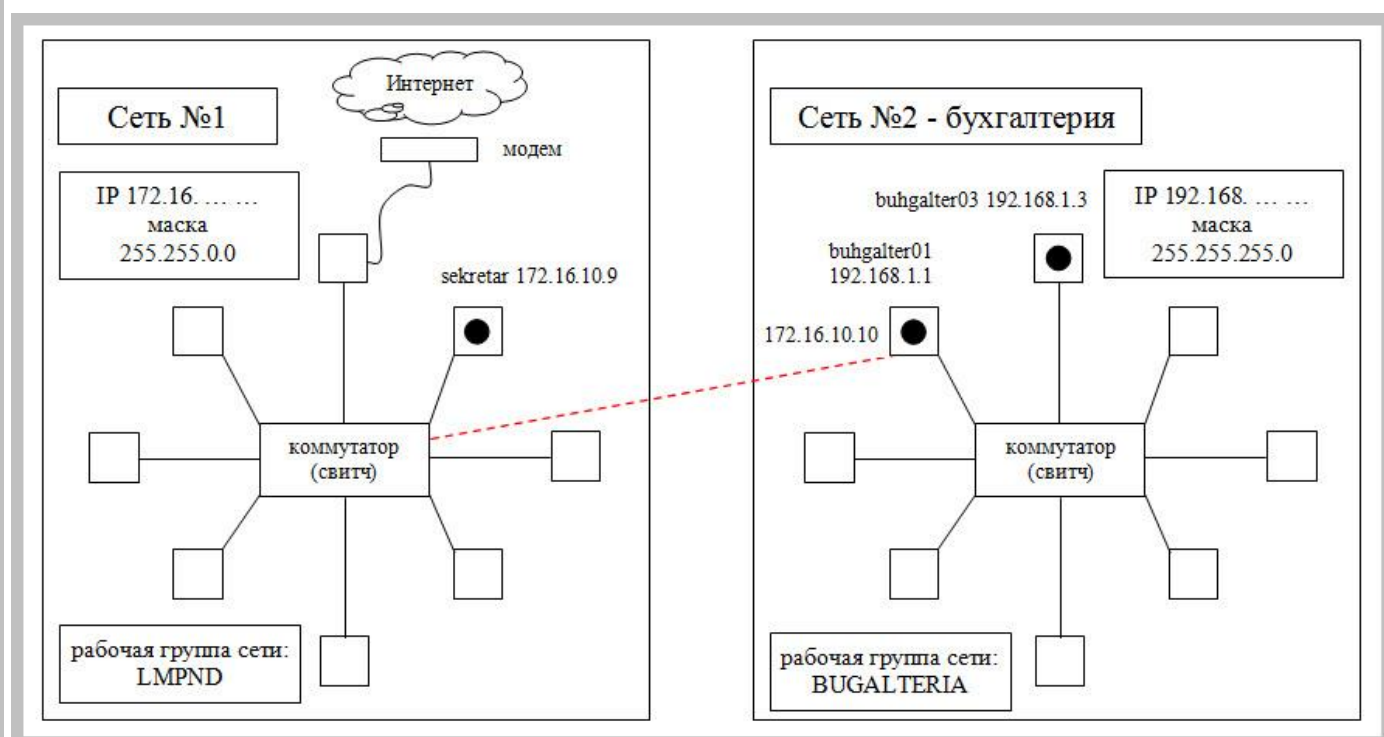 Интернет
Сеть №1
модем
IP 172.16. … …
маска
255.255.0.0
sekretar 172.16.10.9
коммутатор
(свитч)
рабочая группа сети:
LMPND
Сеть №2 - бухгалтерия
buhgalter03 192.168.1.3
IP 192.168. … …
маска
255.255.255.0
buhgalter01
192.168.1.1
172.16.10.10
коммутатор
(свитч)
рабочая группа сети:
BUGALTERIA